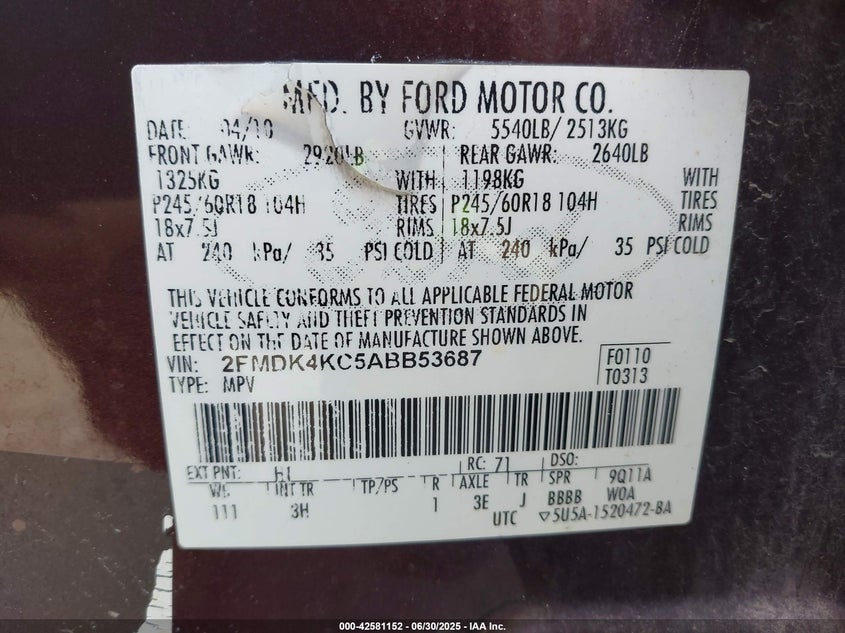 MFD. BY FORD MOTOR CO.
DATE: 04/10 GVWR: 5540LB/ 2513KG
FRONT GAWR: 2920LB REAR GAWR: 2640LB
1325KG WITH 1198KG WITH
P245/60R18 104H TIRES P245/60R18 104H TIRES
18x7.5J RIMS 18x7.5J RIMS
AT 240 kPa/ 35 PSI COLD AT 240 kPa/ 35 PSI COLD
THIS VEHICLE CONFORMS TO ALL APPLICABLE FEDERAL MOTOR
VEHICLE SAFETY AND THEFT PREVENTION STANDARDS IN
EFFECT ON THE DATE OF MANUFACTURE SHOWN ABOVE.
VIN: 2FMDK4KC5ABB53687 F0110
TYPE: MPV T0313
EXT PNT: H1 RC: 71 DSO:
WB INT TR TP/PS R AXLE TR SPR 9Q11A
111 3H 1 3E J BBBB WOA
UTC ▽5U5A-1520472-BA
000-42581152 - 06/30/2025 - IAA Inc.